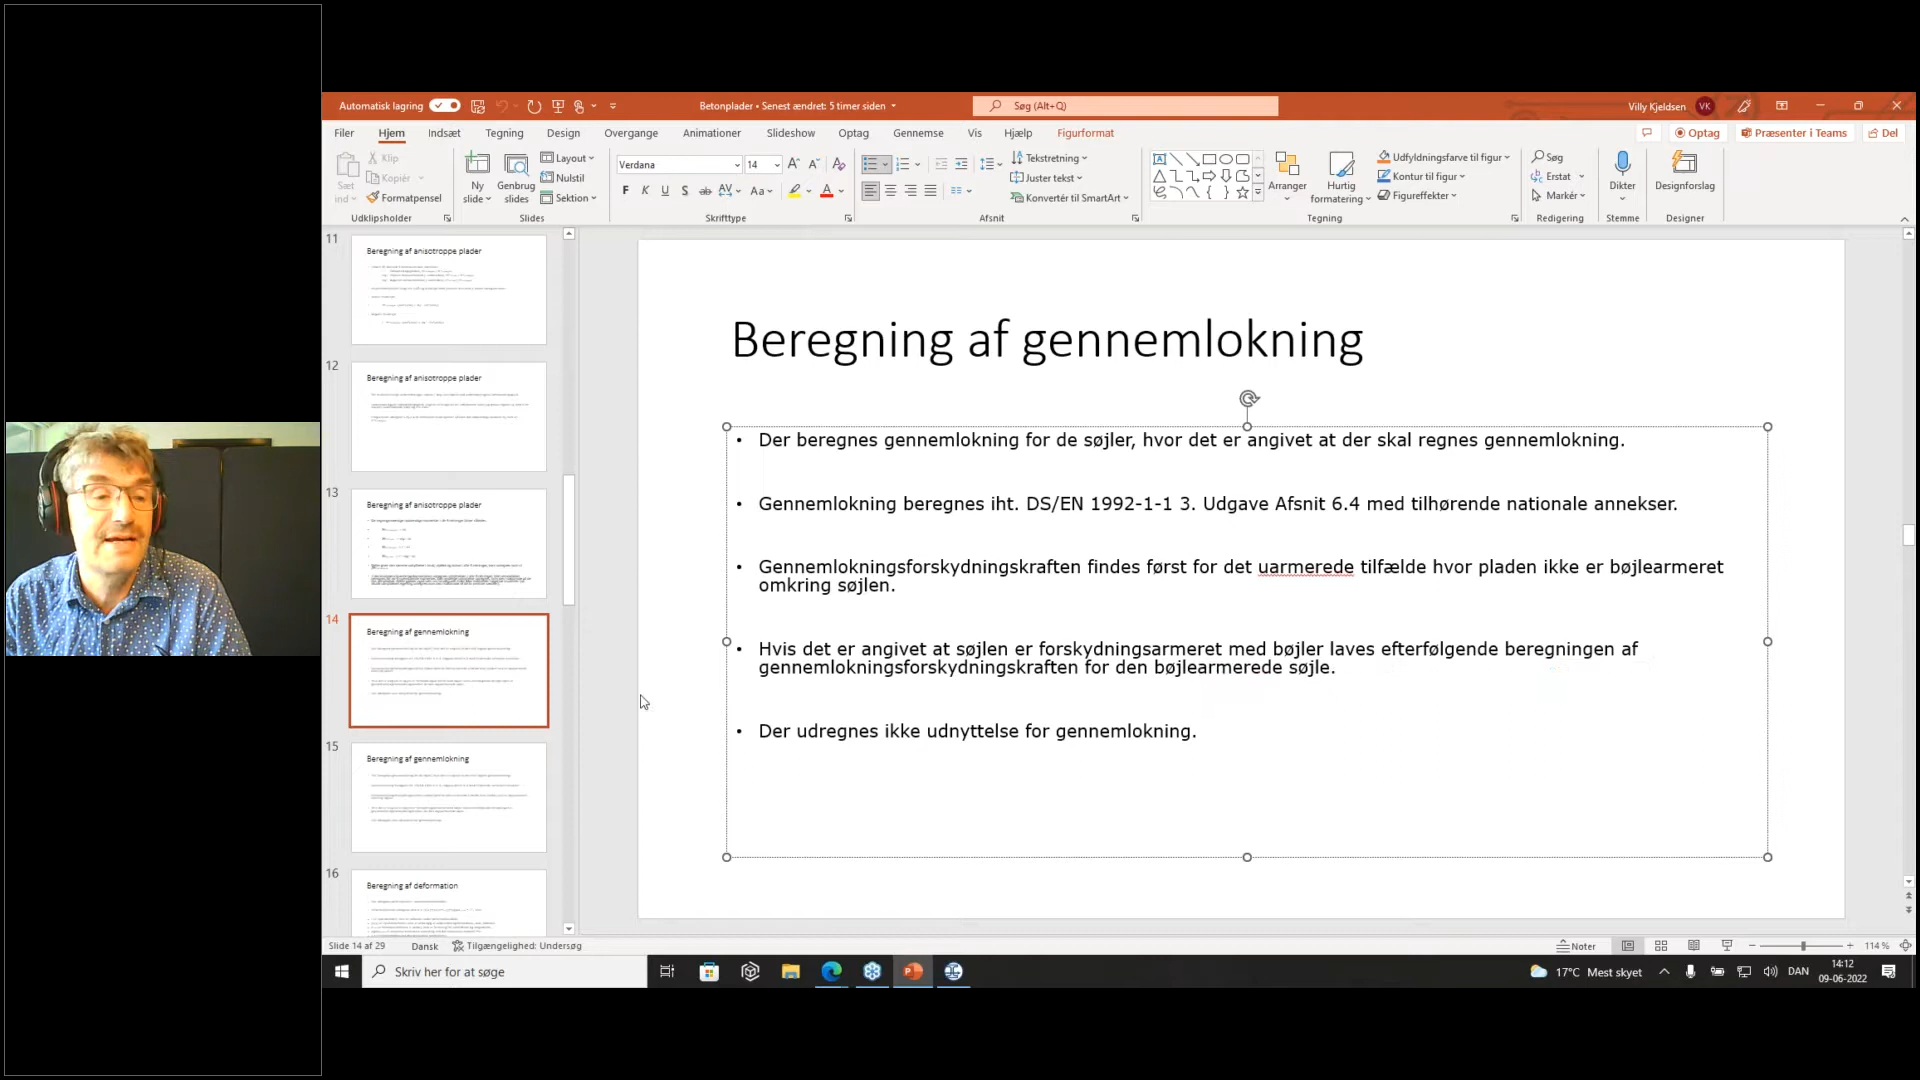 Automatisk lagring
Betonplader • Senest ændret: 5 timer siden
Søg (Alt+Q)
Villy Kjeldsen
VK
Filer
Hjem
Indsæt
Tegning
Design
Overgange
Animationer
Slideshow
Optag
Gennemse
Vis
Hjælp
Figurformat
Optag
Præsenter i Teams
Del
Sæt
ind
Klip
Kopiér
Formatpensel
Udklipsholder
Ny
slide
Genbrug
slides
Layout
Nulstil
Sektion
Slides
Verdana
14
F K U S ab AV Aa
Skrifttype
Tekstretning
Juster tekst
Konvertér til SmartArt
Afsnit
Arranger
Hurtig
formatering
Udfyldningsfarve til figur
Kontur til figur
Figureffekter
Tegning
Søg
Erstat
Markér
Redigering
Dikter
Stemme
Designforslag
Designer
11
Beregning af anisotroppe plader
12
Beregning af anisotroppe plader
13
Beregning af anisotroppe plader
14
Beregning af gennemlokning
15
Beregning af gennemlokning
16
Beregning af deformation
Beregning af gennemlokning
• Der beregnes gennemlokning for de søjler, hvor det er angivet at der skal regnes gennemlokning.
• Gennemlokning beregnes iht. DS/EN 1992-1-1 3. Udgave Afsnit 6.4 med tilhørende nationale annekser.
• Gennemlokningsforskydningskraften findes først for det uarmerede tilfælde hvor pladen ikke er bøjlearmeret
omkring søjlen.
• Hvis det er angivet at søjlen er forskydningsarmeret med bøjler laves efterfølgende beregningen af
gennemlokningsforskydningskraften for den bøjlearmerede søjle.
• Der udregnes ikke udnyttelse for gennemlokning.
Slide 14 af 29
Dansk
Tilgængelighed: Undersøg
Noter
114 %
Skriv her for at søge
17°C Mest skyet
DAN
14:12
09-06-2022